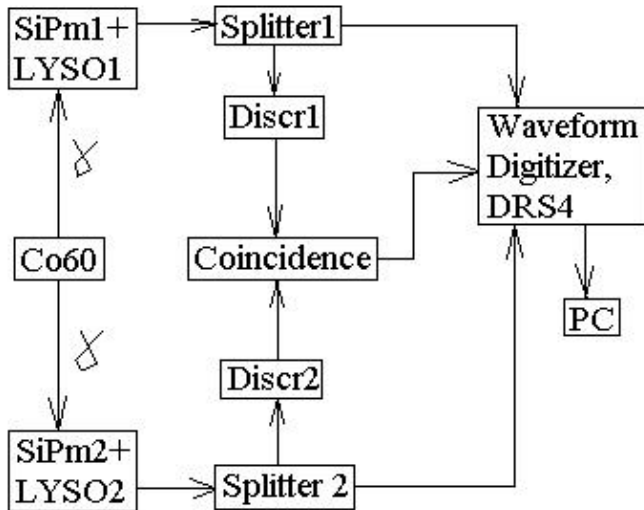 SiPm1+
LYSO1
Splitter1
Discr1
Waveform
Digitizer,
DRS4
γ
Co60
Coincidence
PC
γ
Discr2
SiPm2+
LYSO2
Splitter 2